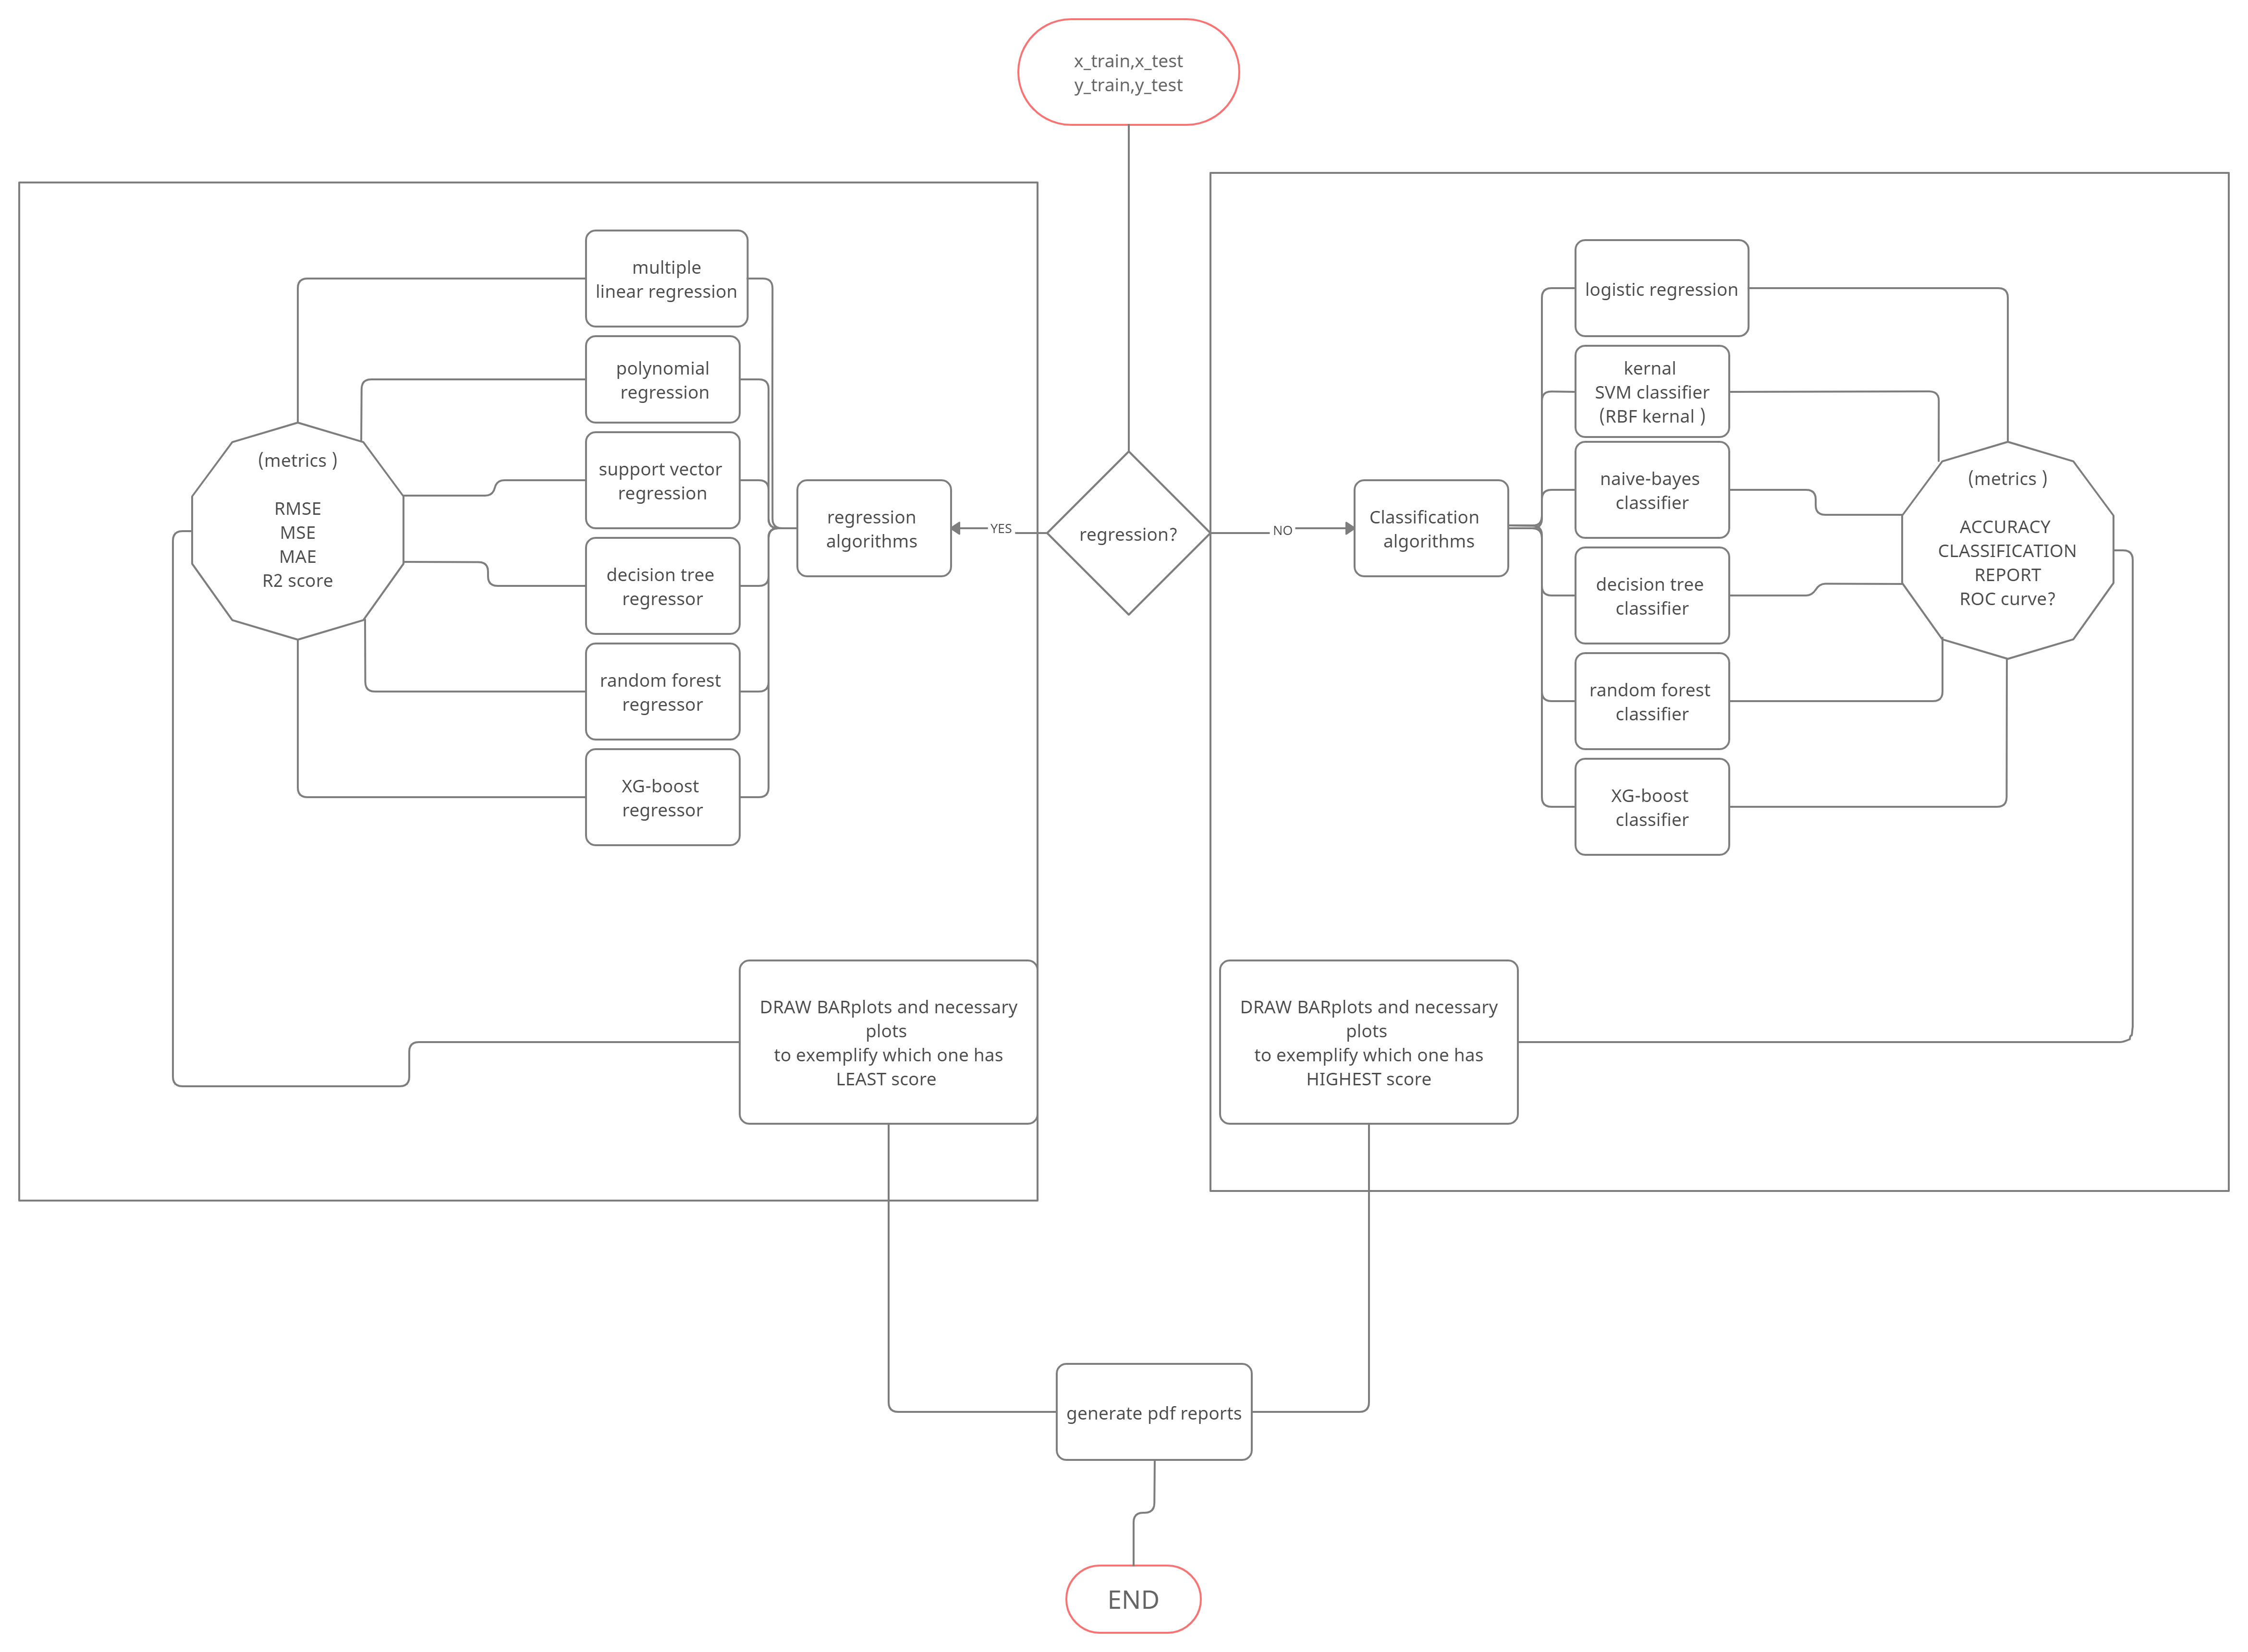 x_train,x_test
y_train,y_test
multiple
linear regression
polynomial
regression
support vector
regression
decision tree
regressor
random forest
regressor
XG-boost
regressor
(metrics )
RMSE
MSE
MAE
R2 score
regression
algorithms
YES
regression?
NO
Classification
algorithms
logistic regression
kernal
SVM classifier
(RBF kernal )
naive-bayes
classifier
decision tree
classifier
random forest
classifier
XG-boost
classifier
(metrics )
ACCURACY
CLASSIFICATION
REPORT
ROC curve?
DRAW BARplots and necessary
plots
to exemplify which one has
LEAST score
DRAW BARplots and necessary
plots
to exemplify which one has
HIGHEST score
generate pdf reports
END